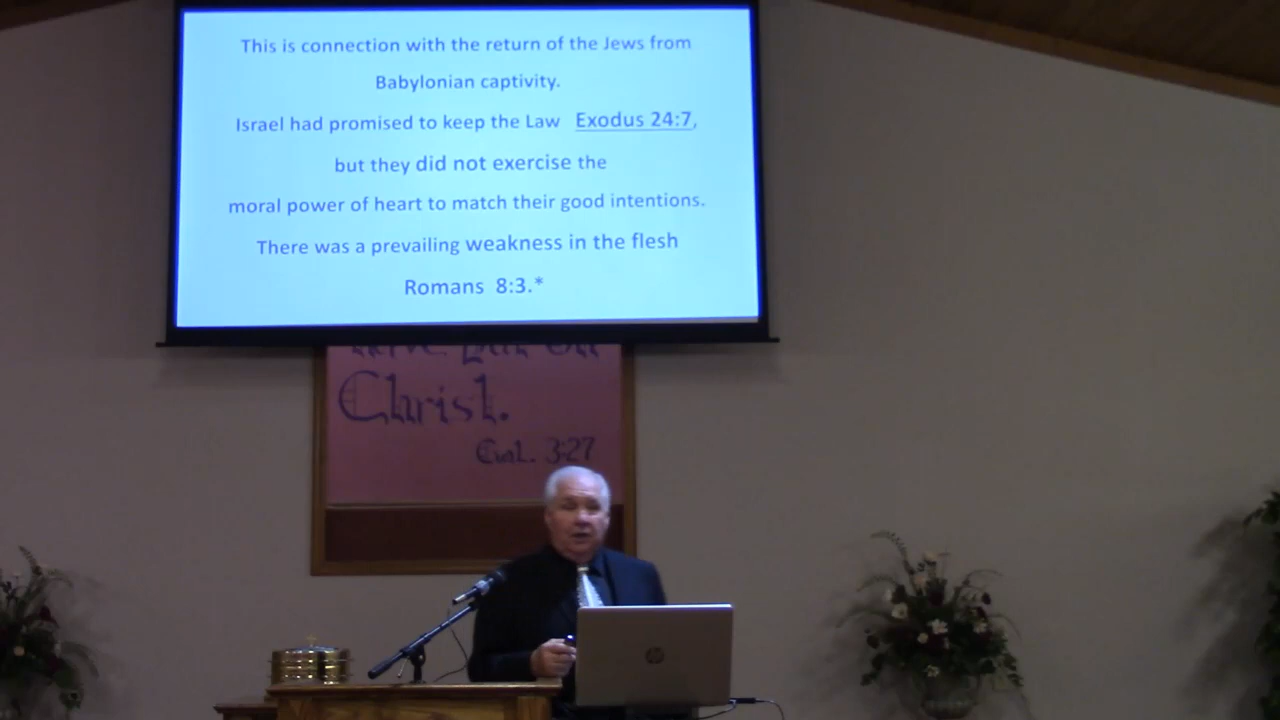 This is connection with the return of the Jews from
Babylonian captivity.
Israel had promised to keep the Law Exodus 24:7,
but they did not exercise the
moral power of heart to match their good intentions.
There was a prevailing weakness in the flesh
Romans 8:3.*
Christ.
Gal. 3:27
hp